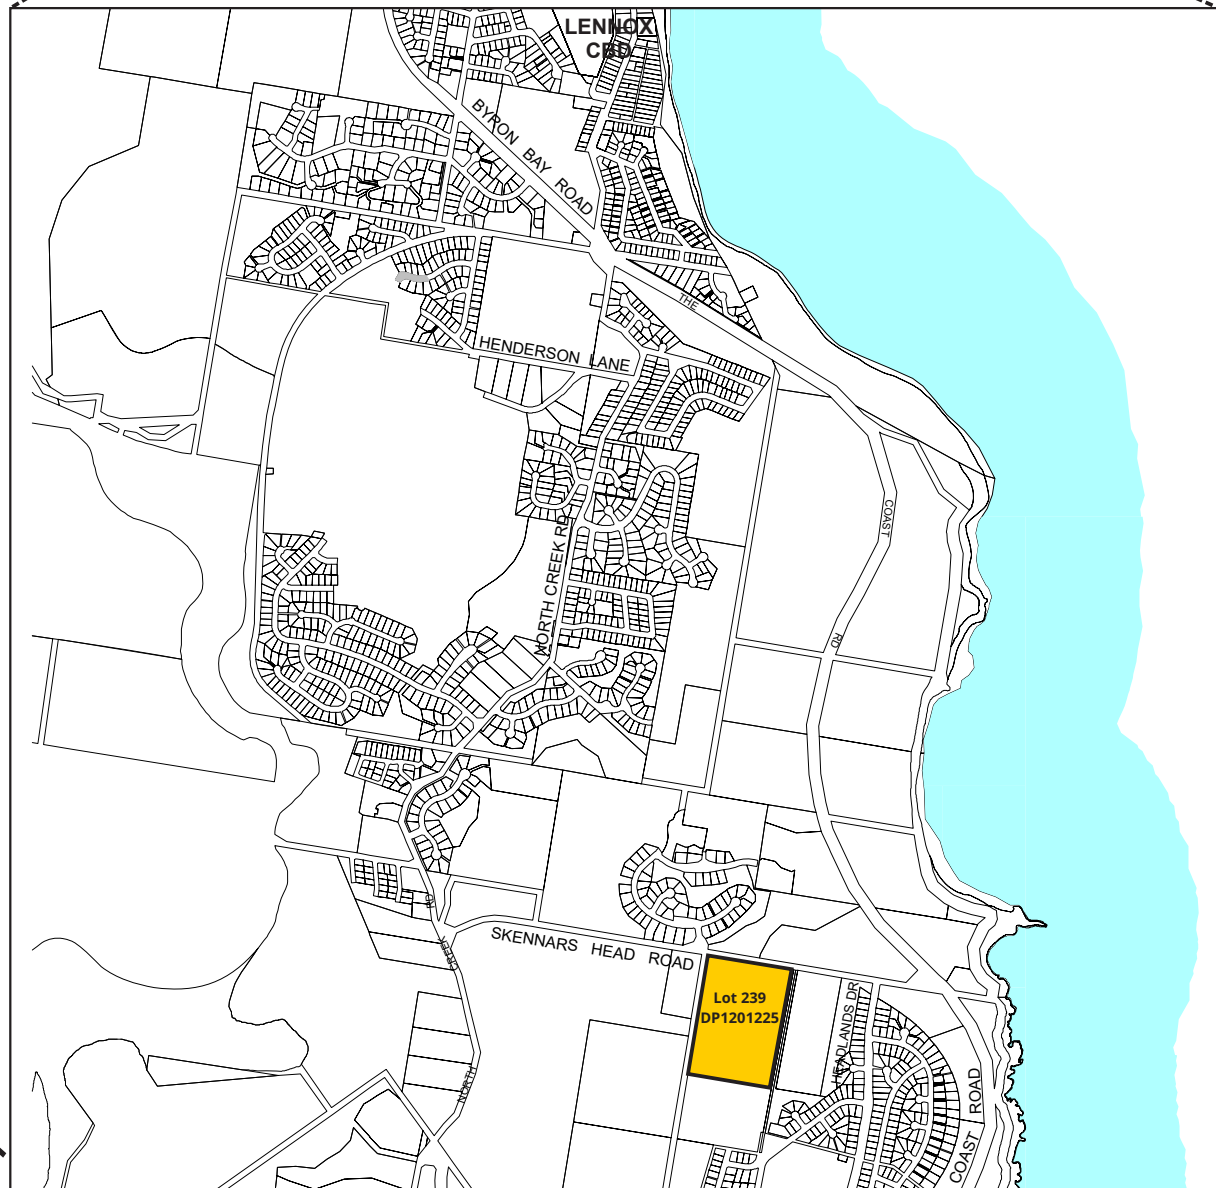 LENNOX
CBD
BYRON BAY ROAD
THE
HENDERSON LANE
COAST
NORTH CREEK RD
RD
RD
CREEK
SKENNARS HEAD ROAD
Lot 239
DP1201225
HEADLANDS DR
NORTH
COAST ROAD